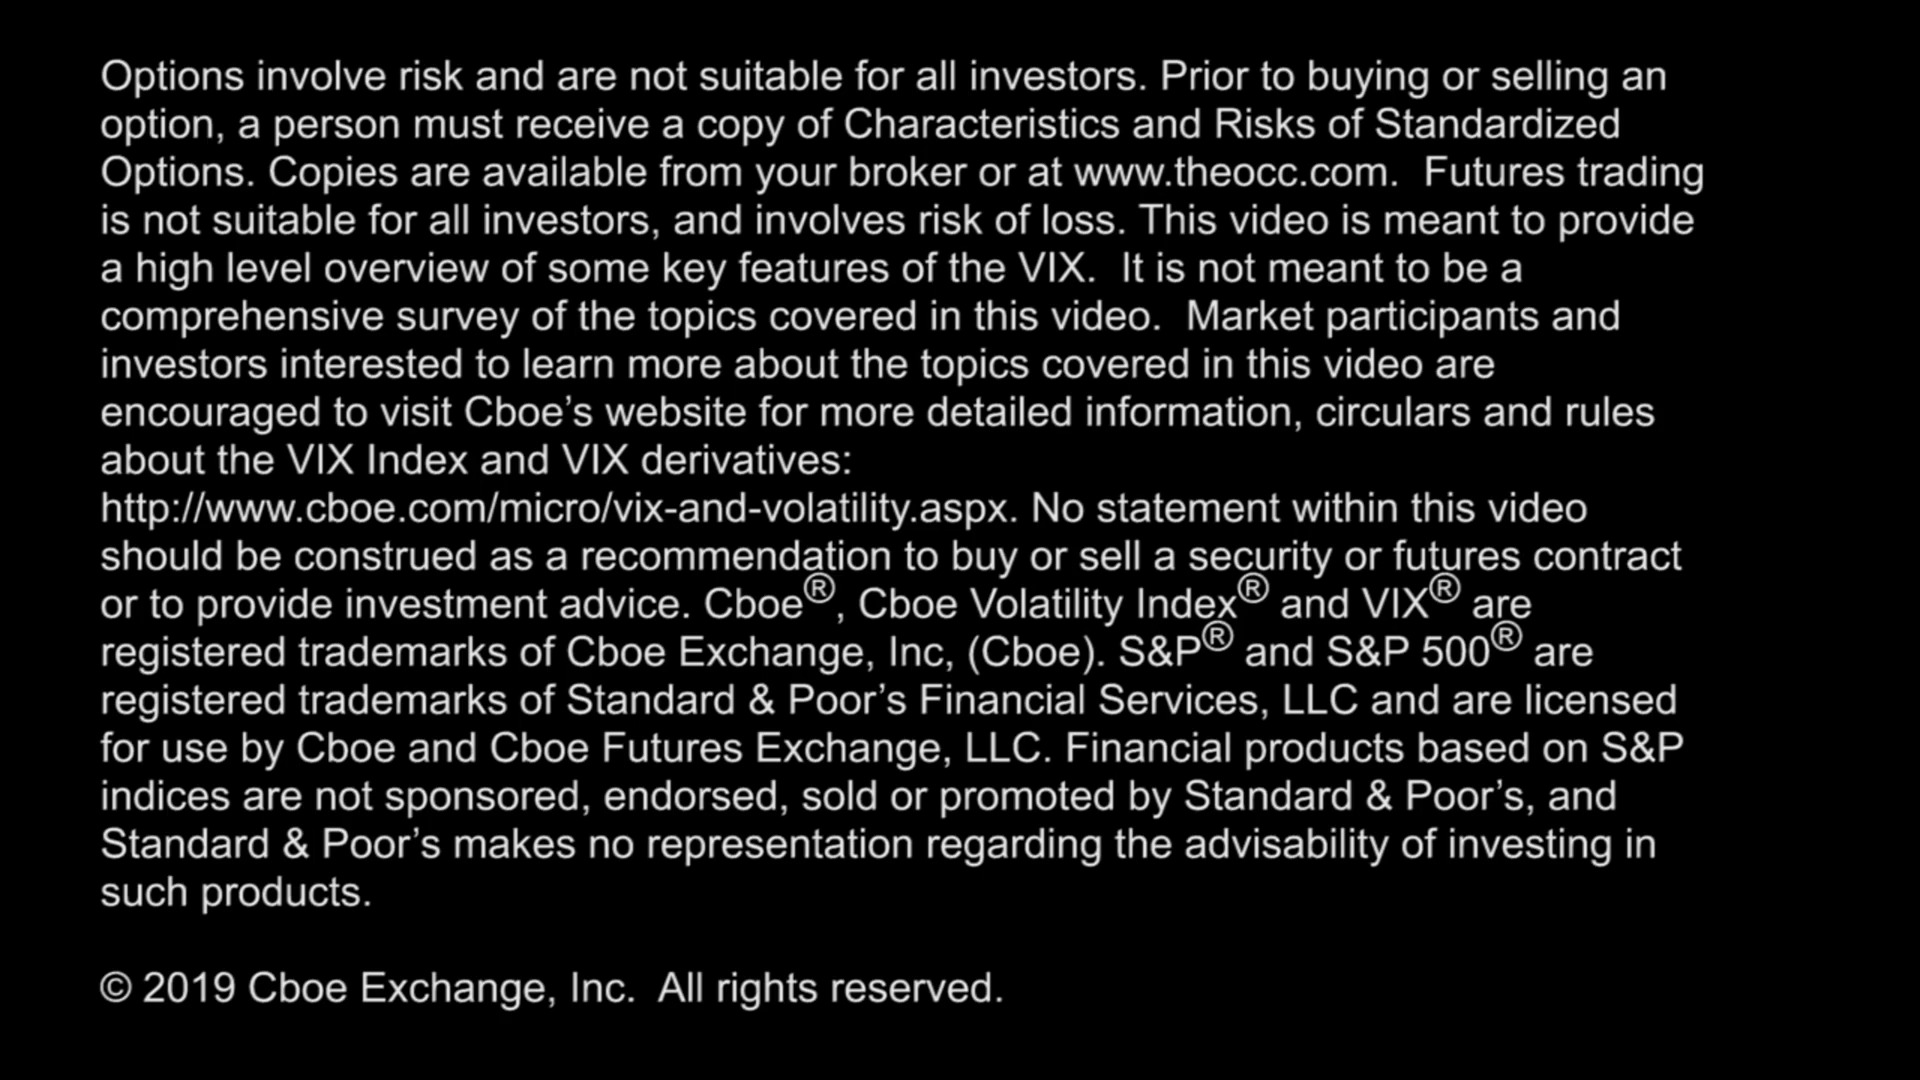 Options involve risk and are not suitable for all investors. Prior to buying or selling an
option, a person must receive a copy of Characteristics and Risks of Standardized
Options. Copies are available from your broker or at www.theocc.com.  Futures trading
is not suitable for all investors, and involves risk of loss. This video is meant to provide
a high level overview of some key features of the VIX.  It is not meant to be a
comprehensive survey of the topics covered in this video.  Market participants and
investors interested to learn more about the topics covered in this video are
encouraged to visit Cboe’s website for more detailed information, circulars and rules
about the VIX Index and VIX derivatives:
http://www.cboe.com/micro/vix-and-volatility.aspx. No statement within this video
should be construed as a recommendation to buy or sell a security or futures contract
or to provide investment advice. Cboe®, Cboe Volatility Index® and VIX® are
registered trademarks of Cboe Exchange, Inc, (Cboe). S&P® and S&P 500® are
registered trademarks of Standard & Poor’s Financial Services, LLC and are licensed
for use by Cboe and Cboe Futures Exchange, LLC. Financial products based on S&P
indices are not sponsored, endorsed, sold or promoted by Standard & Poor’s, and
Standard & Poor’s makes no representation regarding the advisability of investing in
such products.
© 2019 Cboe Exchange, Inc.  All rights reserved.